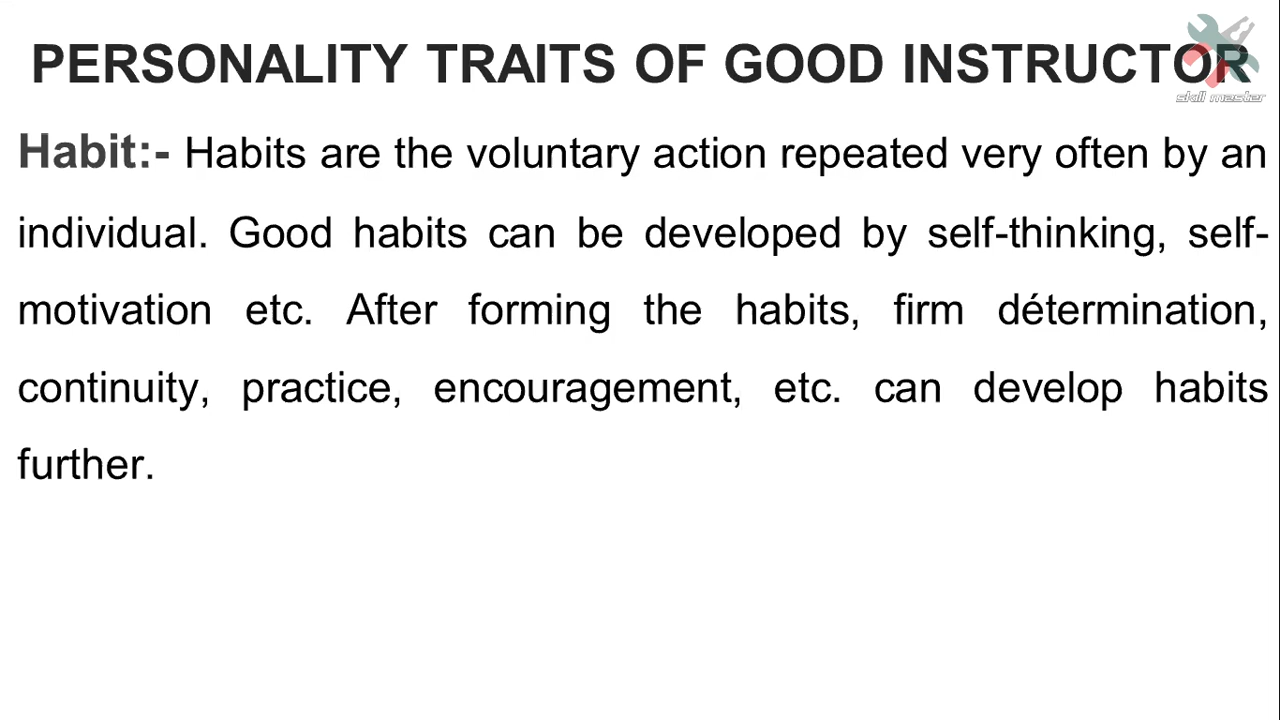 PERSONALITY TRAITS OF GOOD INSTRUCTOR
skill master
Habit:- Habits are the voluntary action repeated very often by an
individual. Good habits can be developed by self-thinking, self-
motivation etc. After forming the habits, firm détermination,
continuity, practice, encouragement, etc. can develop habits
further.